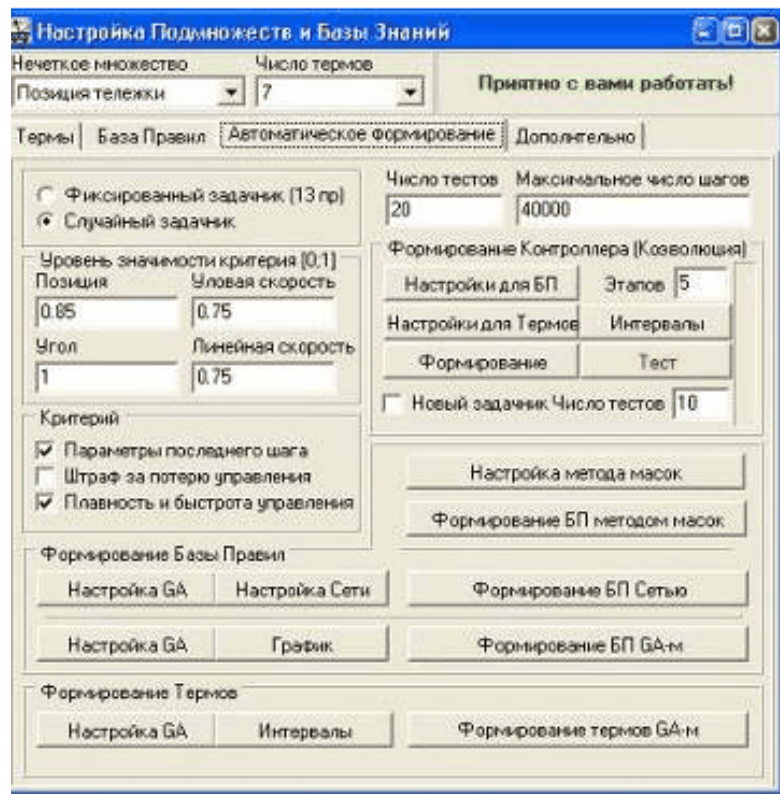 Настройка Подмножеств и Базы Знаний
Нечеткое множество Число термов
Позиция тележки 7 Приятно с вами работать!
Термы База Правил Автоматическое формирование Дополнтельно
Фиксированный задачник (13 пр)
Случайный задачник
Число тестов Максимальное число шагов
20 40000
Уровень значимости критерия [0,1]
Позиция Уловая скорость
0.85 0.75
Угол Линейная скорость
1 0.75
Формирование Контроллера (Коэволюция)
Настройки для БП Этапов 5
Настройки для Термов Интервалы
Формирование Тест
Новый задачник Число тестов 10
Критерий
Параметры последнего шага
Штраф за потерю управления
Плавность и быстрота управления
Настройка метода масок
Формирование БП методом масок
Формирование Базы Правил
Настройка GA Настройка Сети Формирование БП Сетью
Настройка GA График Формирование БП GA-м
Формирование Термов
Настройка GA Интервалы Формирование термов GA-м